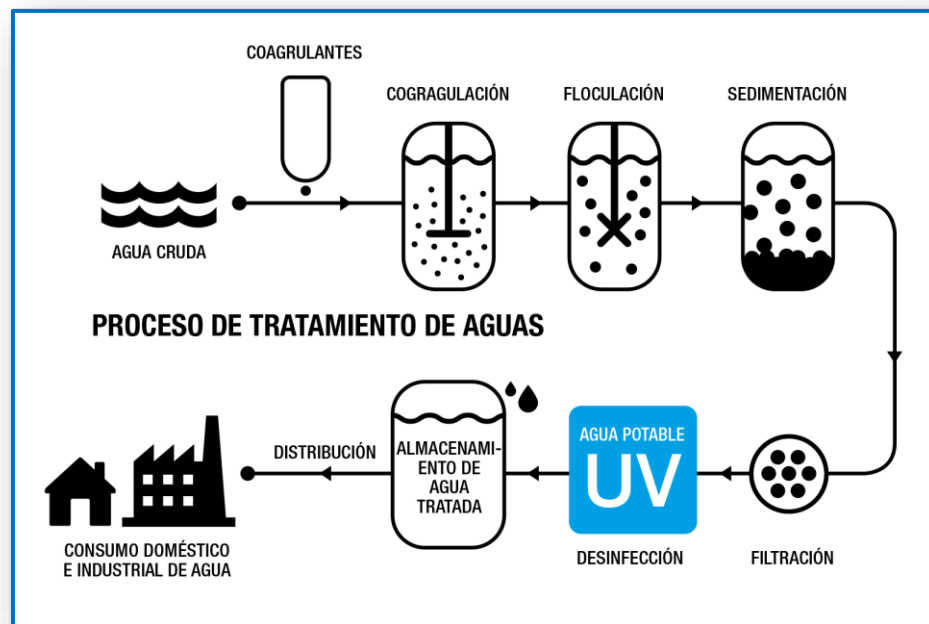 COAGRULANTES
COGRAGULACIÓN
FLOCULACIÓN
SEDIMENTACIÓN
AGUA CRUDA
PROCESO DE TRATAMIENTO DE AGUAS
CONSUMO DOMÉSTICO
E INDUSTRIAL DE AGUA
DISTRIBUCIÓN
ALMACENAMI-
ENTO DE
AGUA
TRATADA
AGUA POTABLE
UV
DESINFECCIÓN
FILTRACIÓN